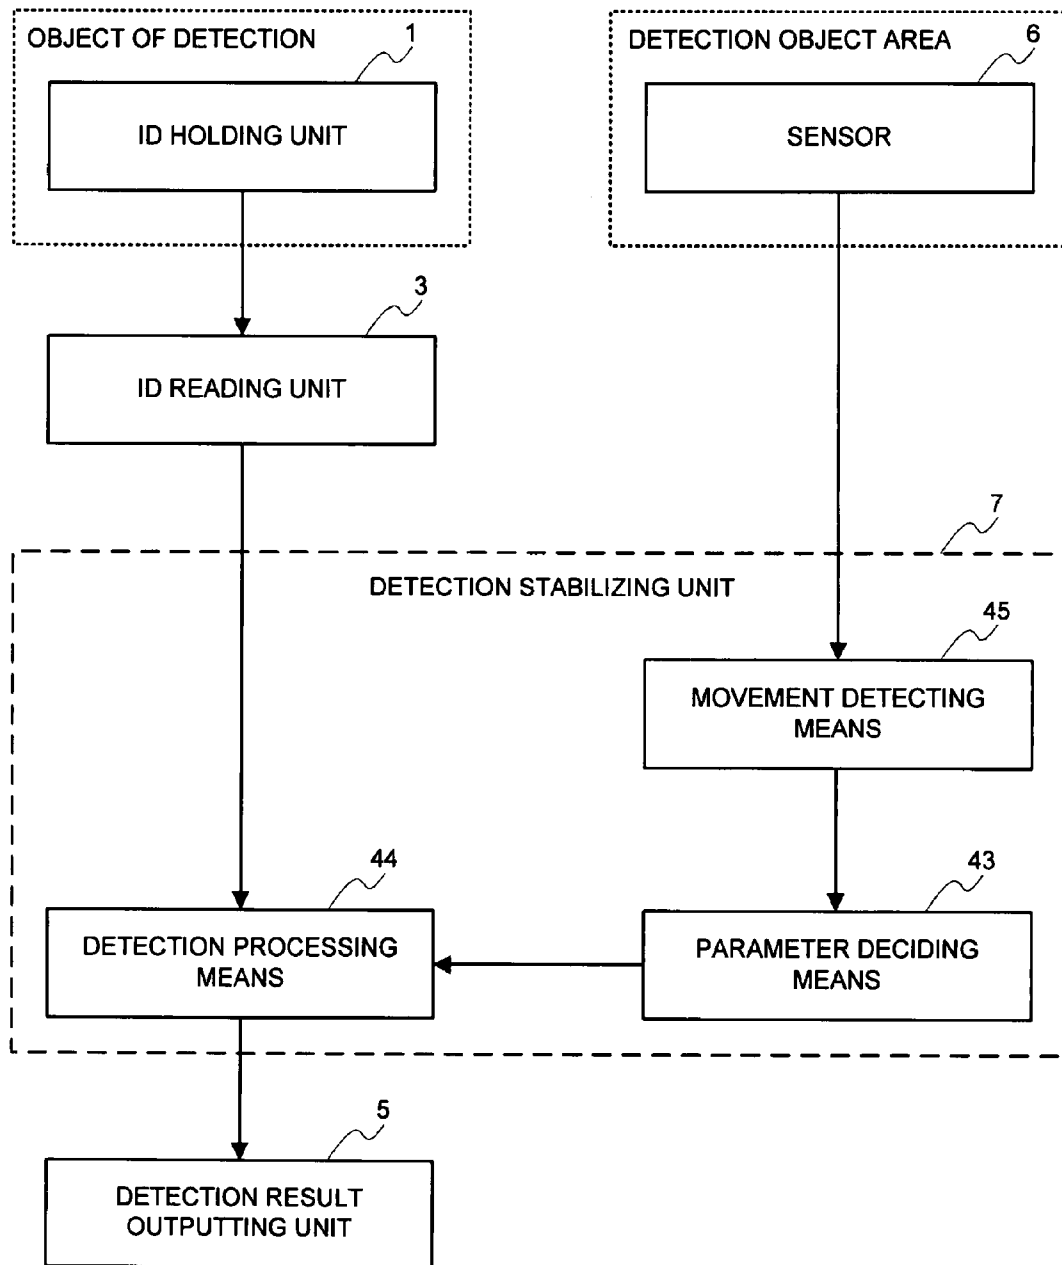 OBJECT OF DETECTION
1
ID HOLDING UNIT
DETECTION OBJECT AREA
6
SENSOR
3
ID READING UNIT
7
DETECTION STABILIZING UNIT
45
MOVEMENT DETECTING
MEANS
44
DETECTION PROCESSING
MEANS
43
PARAMETER DECIDING
MEANS
5
DETECTION RESULT
OUTPUTTING UNIT